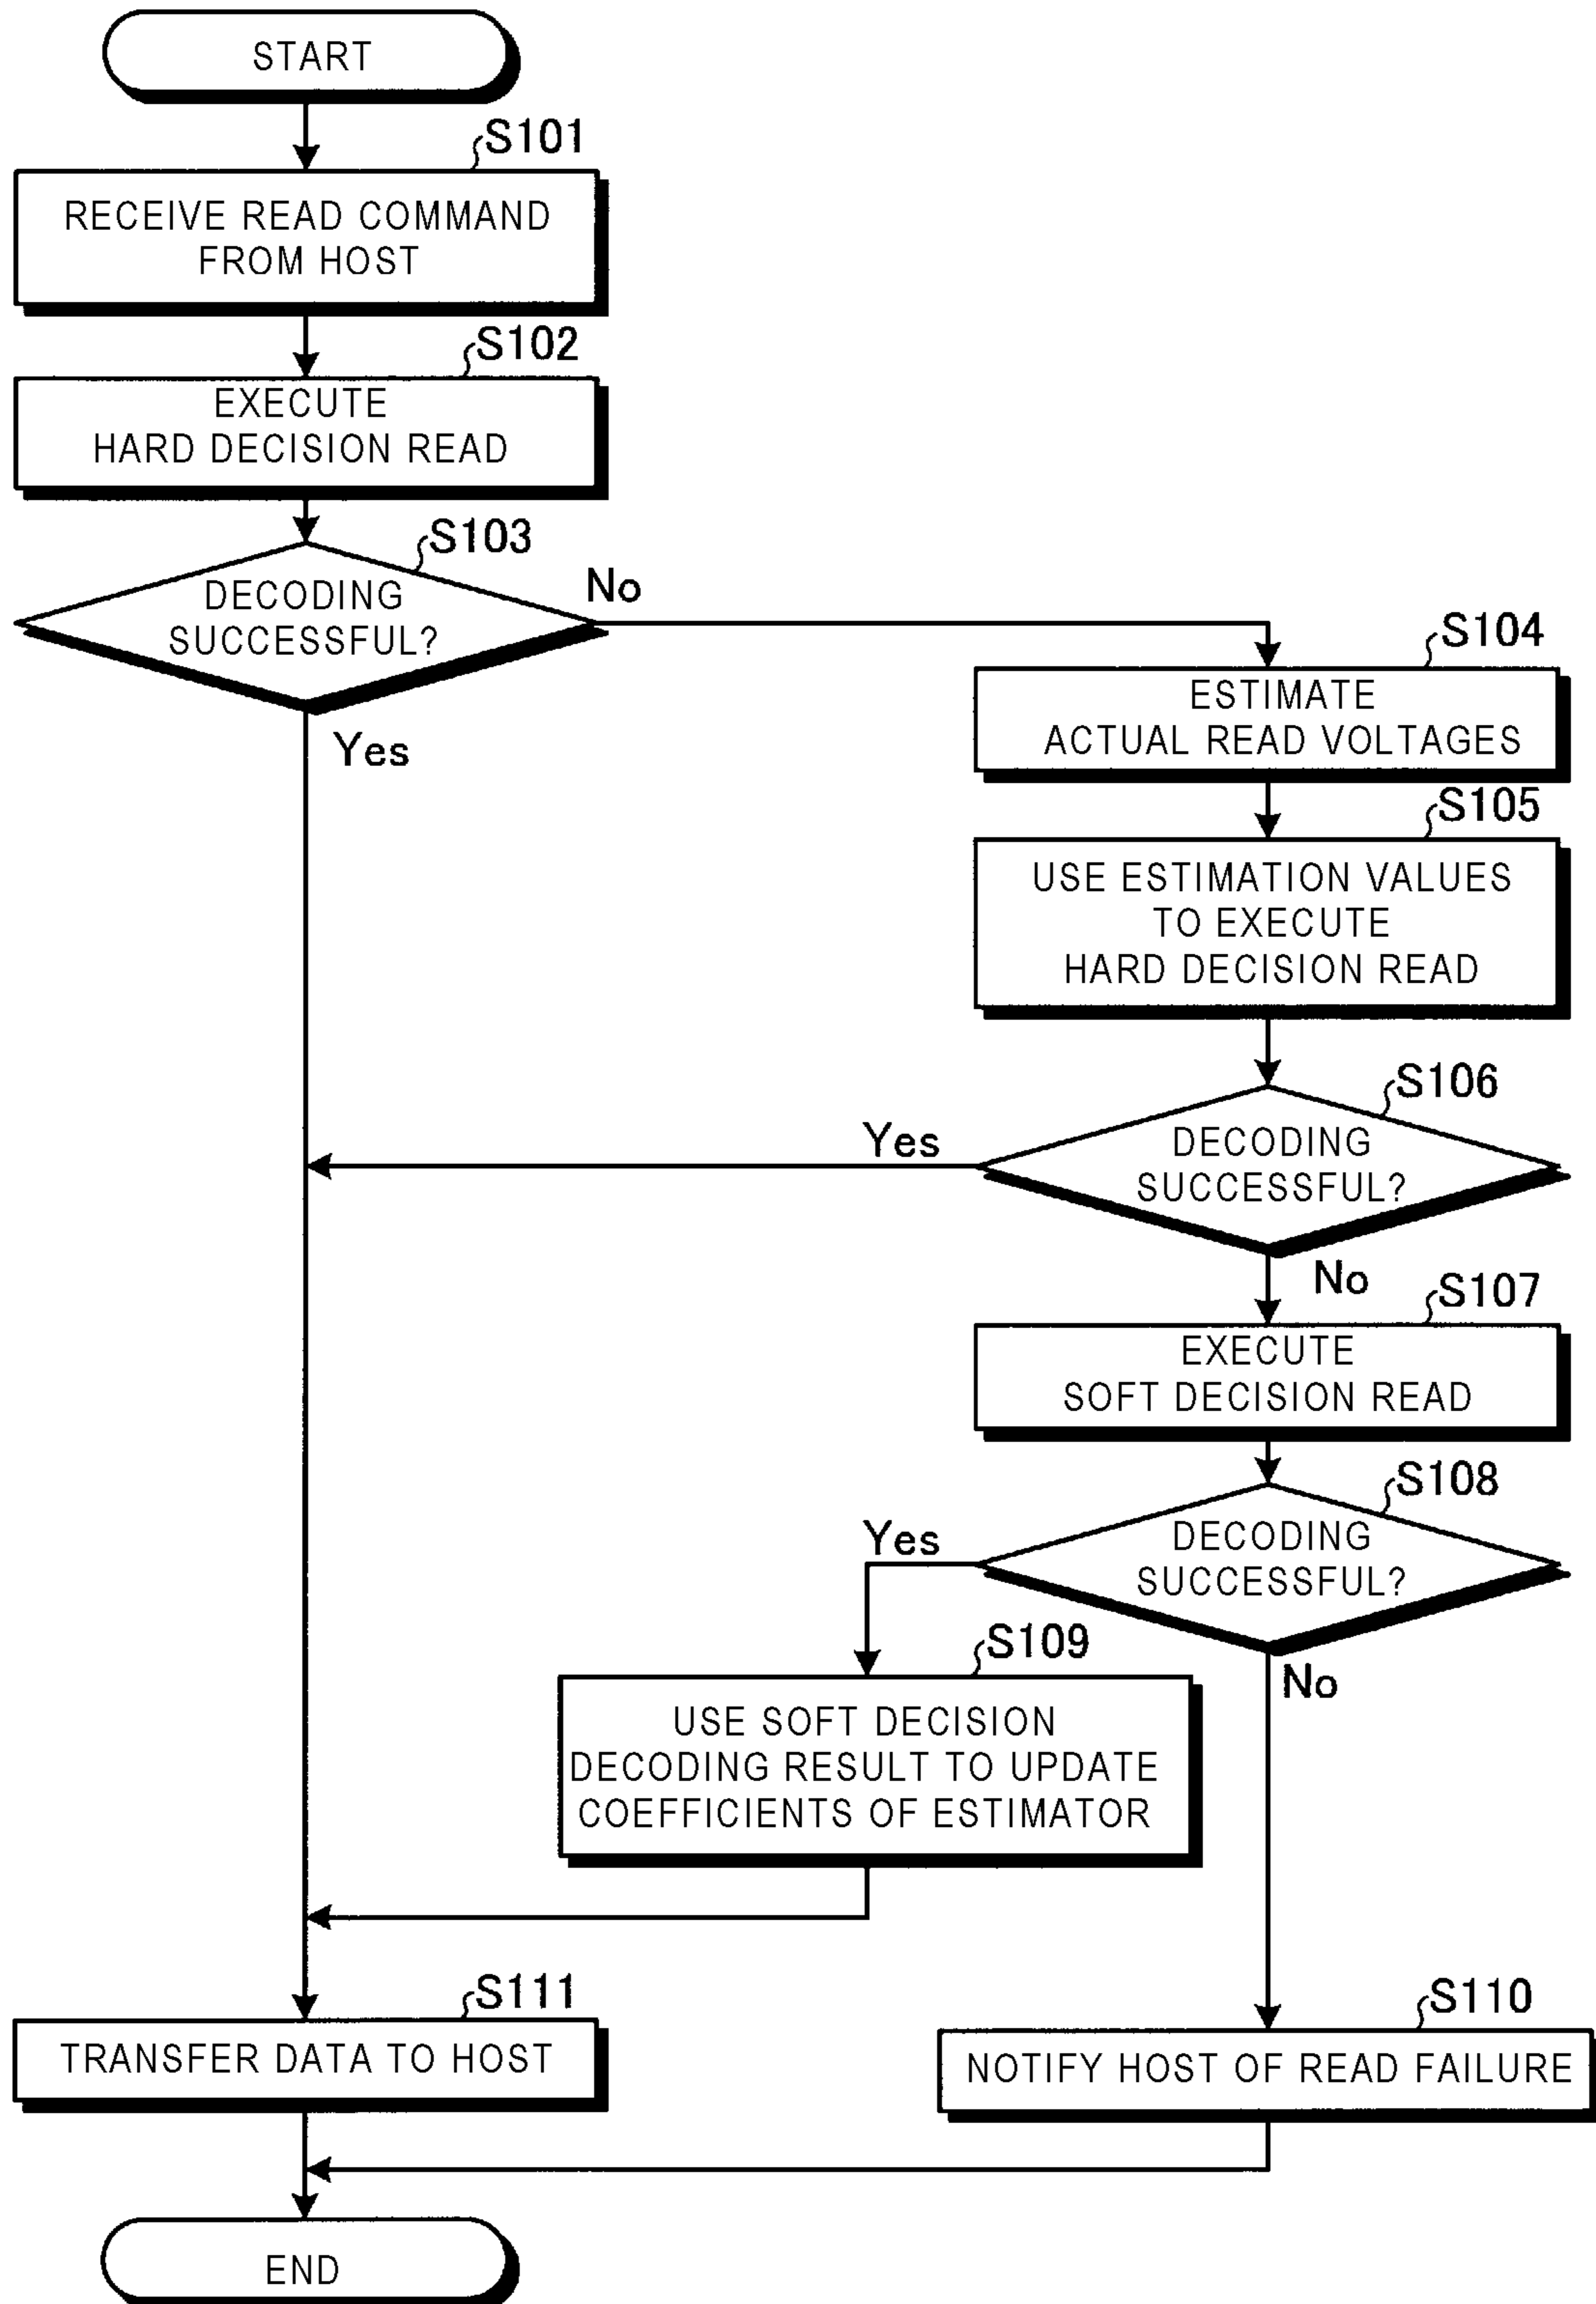 START
S101
RECEIVE READ COMMAND
FROM HOST
S102
EXECUTE
HARD DECISION READ
S103
DECODING
SUCCESSFUL?
No
Yes
S104
ESTIMATE
ACTUAL READ VOLTAGES
S105
USE ESTIMATION VALUES
TO EXECUTE
HARD DECISION READ
S106
DECODING
SUCCESSFUL?
Yes
No
S107
EXECUTE
SOFT DECISION READ
S108
DECODING
SUCCESSFUL?
Yes
No
S109
USE SOFT DECISION
DECODING RESULT TO UPDATE
COEFFICIENTS OF ESTIMATOR
S111
TRANSFER DATA TO HOST
S110
NOTIFY HOST OF READ FAILURE
END